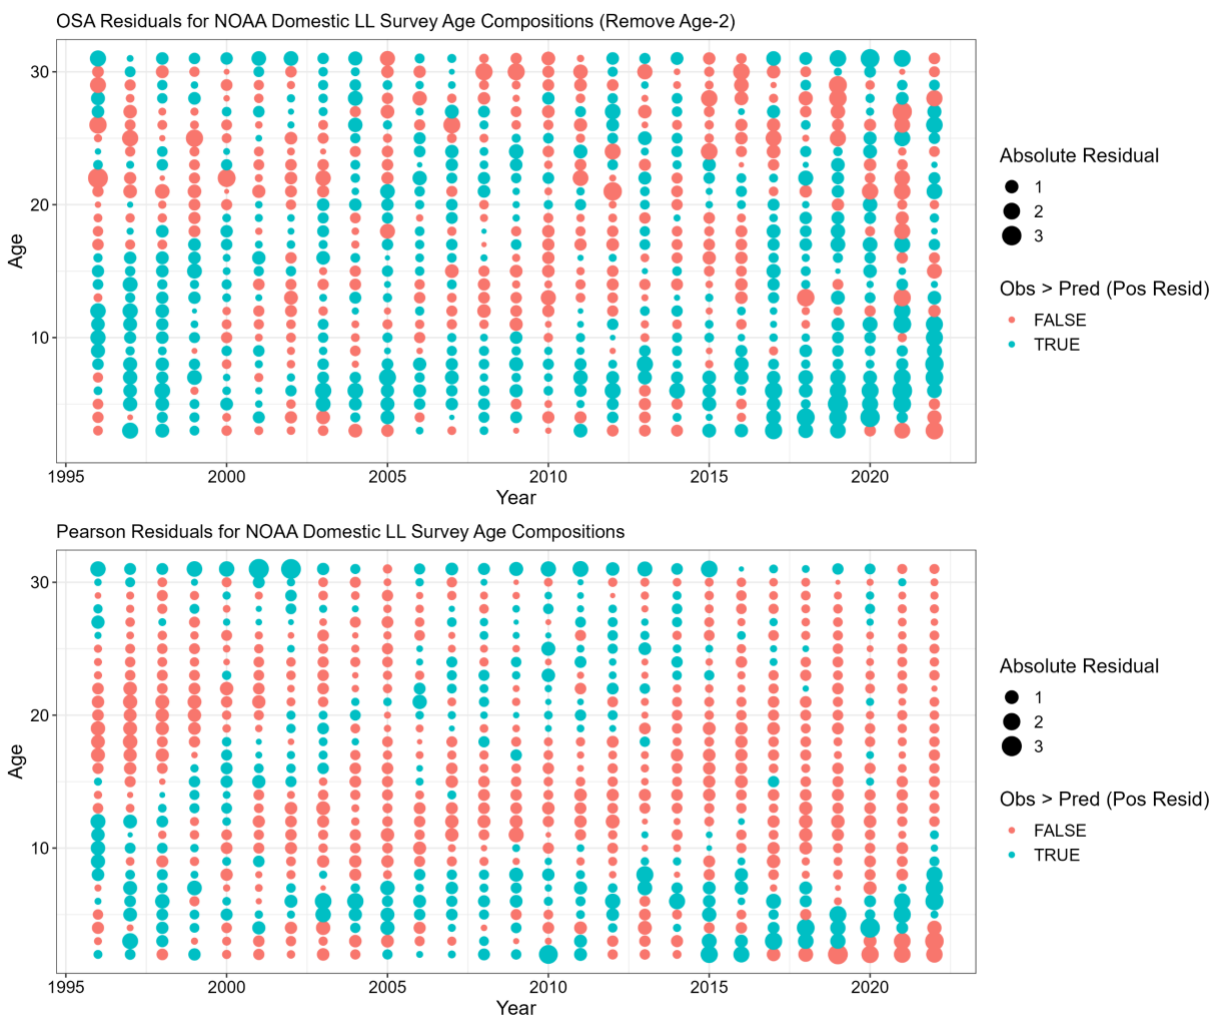 OSA Residuals for NOAA Domestic LL Survey Age Compositions (Remove Age-2)
30
20
10
Age
1995 2000 2005 2010 2015 2020
Year
Absolute Residual
1
2
3
Obs > Pred (Pos Resid)
FALSE
TRUE
Pearson Residuals for NOAA Domestic LL Survey Age Compositions
30
20
10
Age
1995 2000 2005 2010 2015 2020
Year
Absolute Residual
1
2
3
Obs > Pred (Pos Resid)
FALSE
TRUE